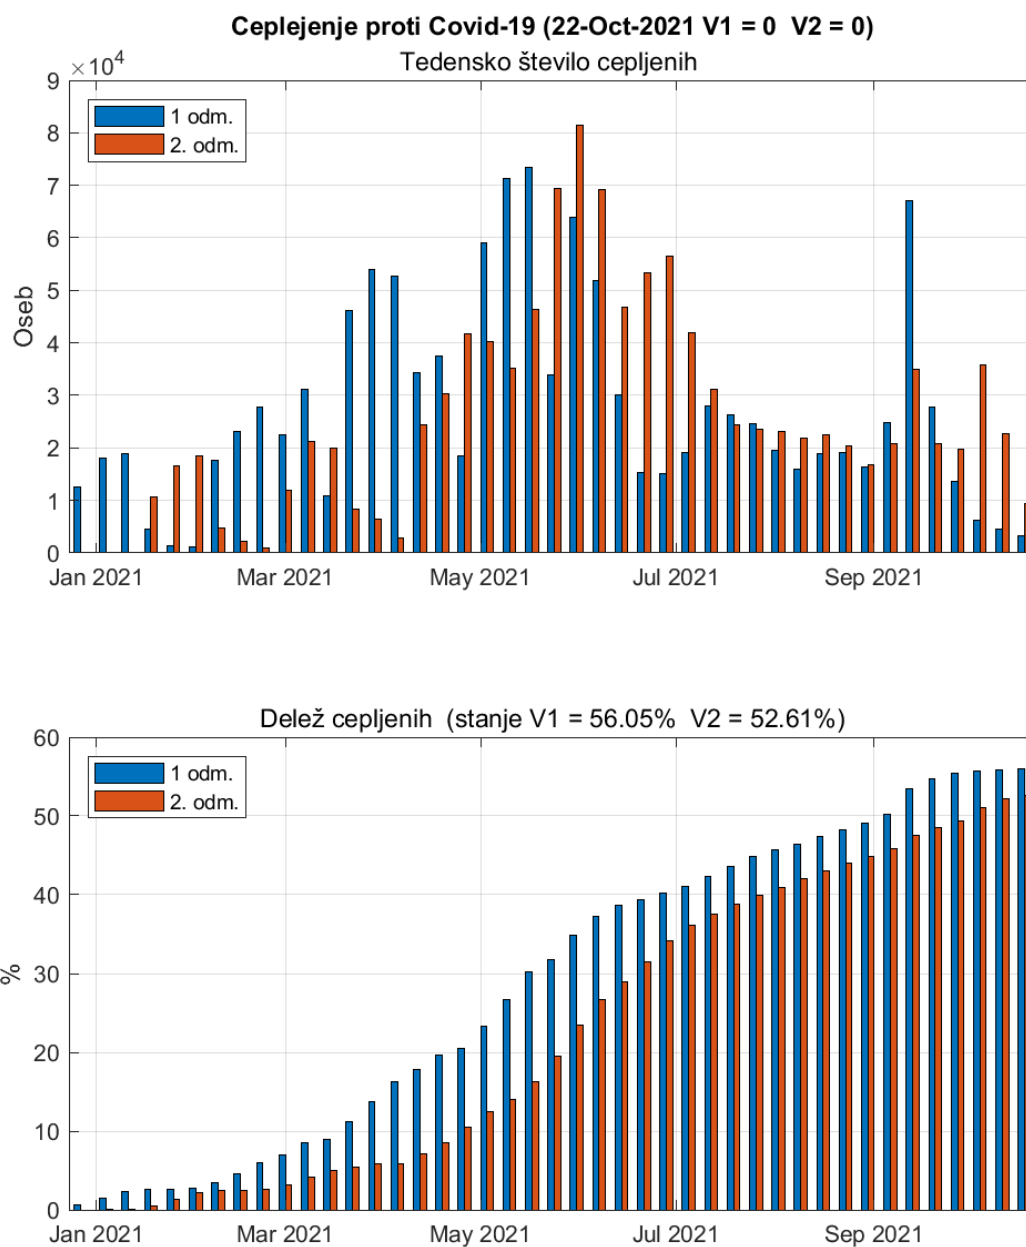 Ceplejenje proti Covid-19 (22-Oct-2021 V1 = 0  V2 = 0)
Tedensko število cepljenih
×10⁴
9
8
7
6
5
4
3
2
1
0
Oseb
1 odm.
2. odm.
Jan 2021
Mar 2021
May 2021
Jul 2021
Sep 2021
Delež cepljenih  (stanje V1 = 56.05%  V2 = 52.61%)
60
50
40
30
20
10
0
%
1 odm.
2. odm.
Jan 2021
Mar 2021
May 2021
Jul 2021
Sep 2021